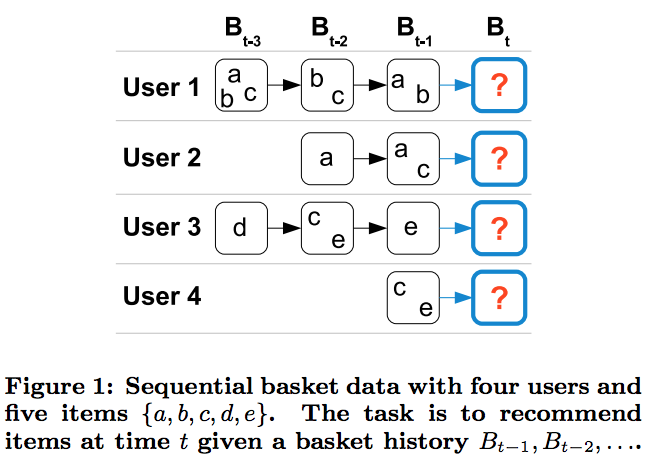 B_{t-3} B_{t-2} B_{t-1} B_t
User 1 a b c b c a b ?
User 2 a a c ?
User 3 d c e e ?
User 4 c e ?
Figure 1: Sequential basket data with four users and
five items {a, b, c, d, e}. The task is to recommend
items at time t given a basket history B_{t−1}, B_{t−2}, . . ..